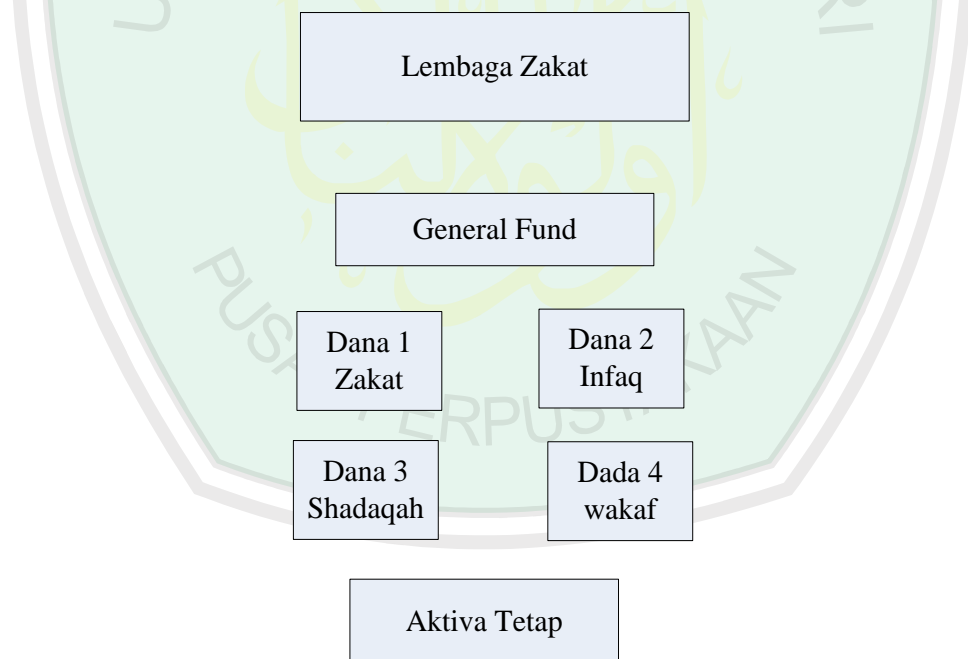 Lembaga Zakat
General Fund
Dana 1
Zakat
Dana 2
Infaq
Dana 3
Shadaqah
Dada 4
wakaf
Aktiva Tetap